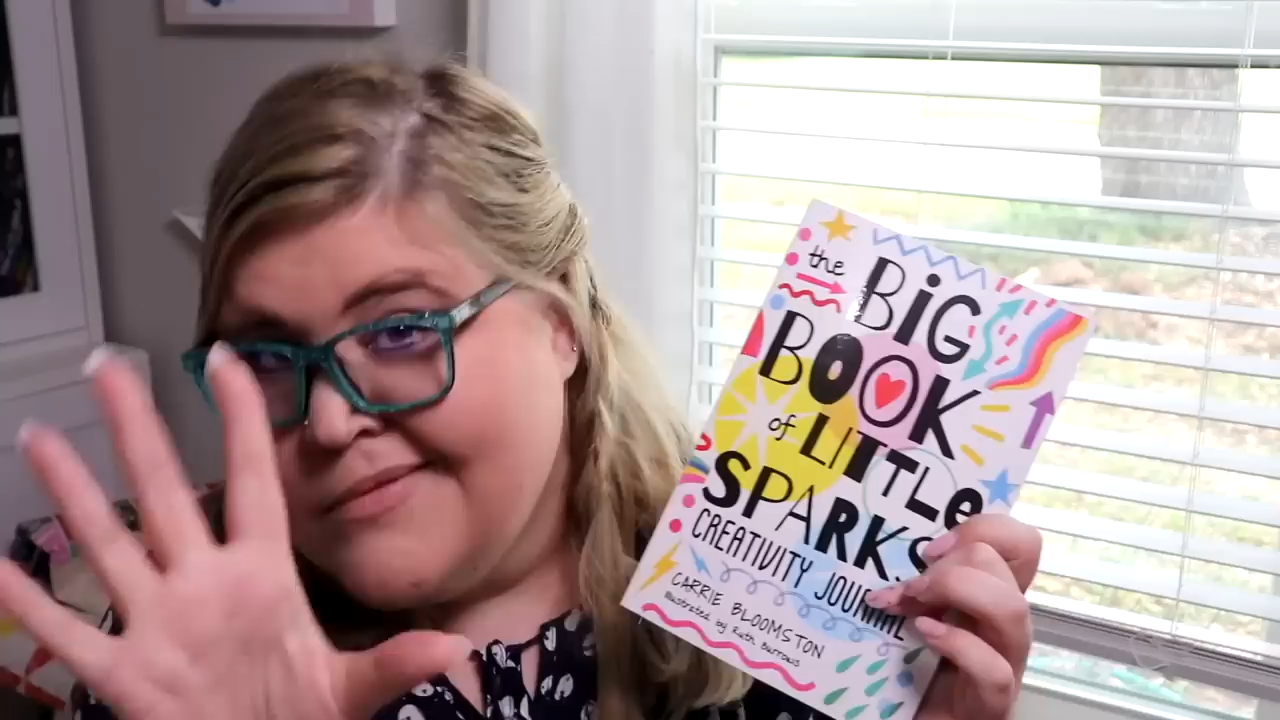 the BiG
BOOK
of LITTLe
SPARKS
CREATIVITY JOURNAL
CARRIE BLOOMSTON
illustrated by Ruth Burrows